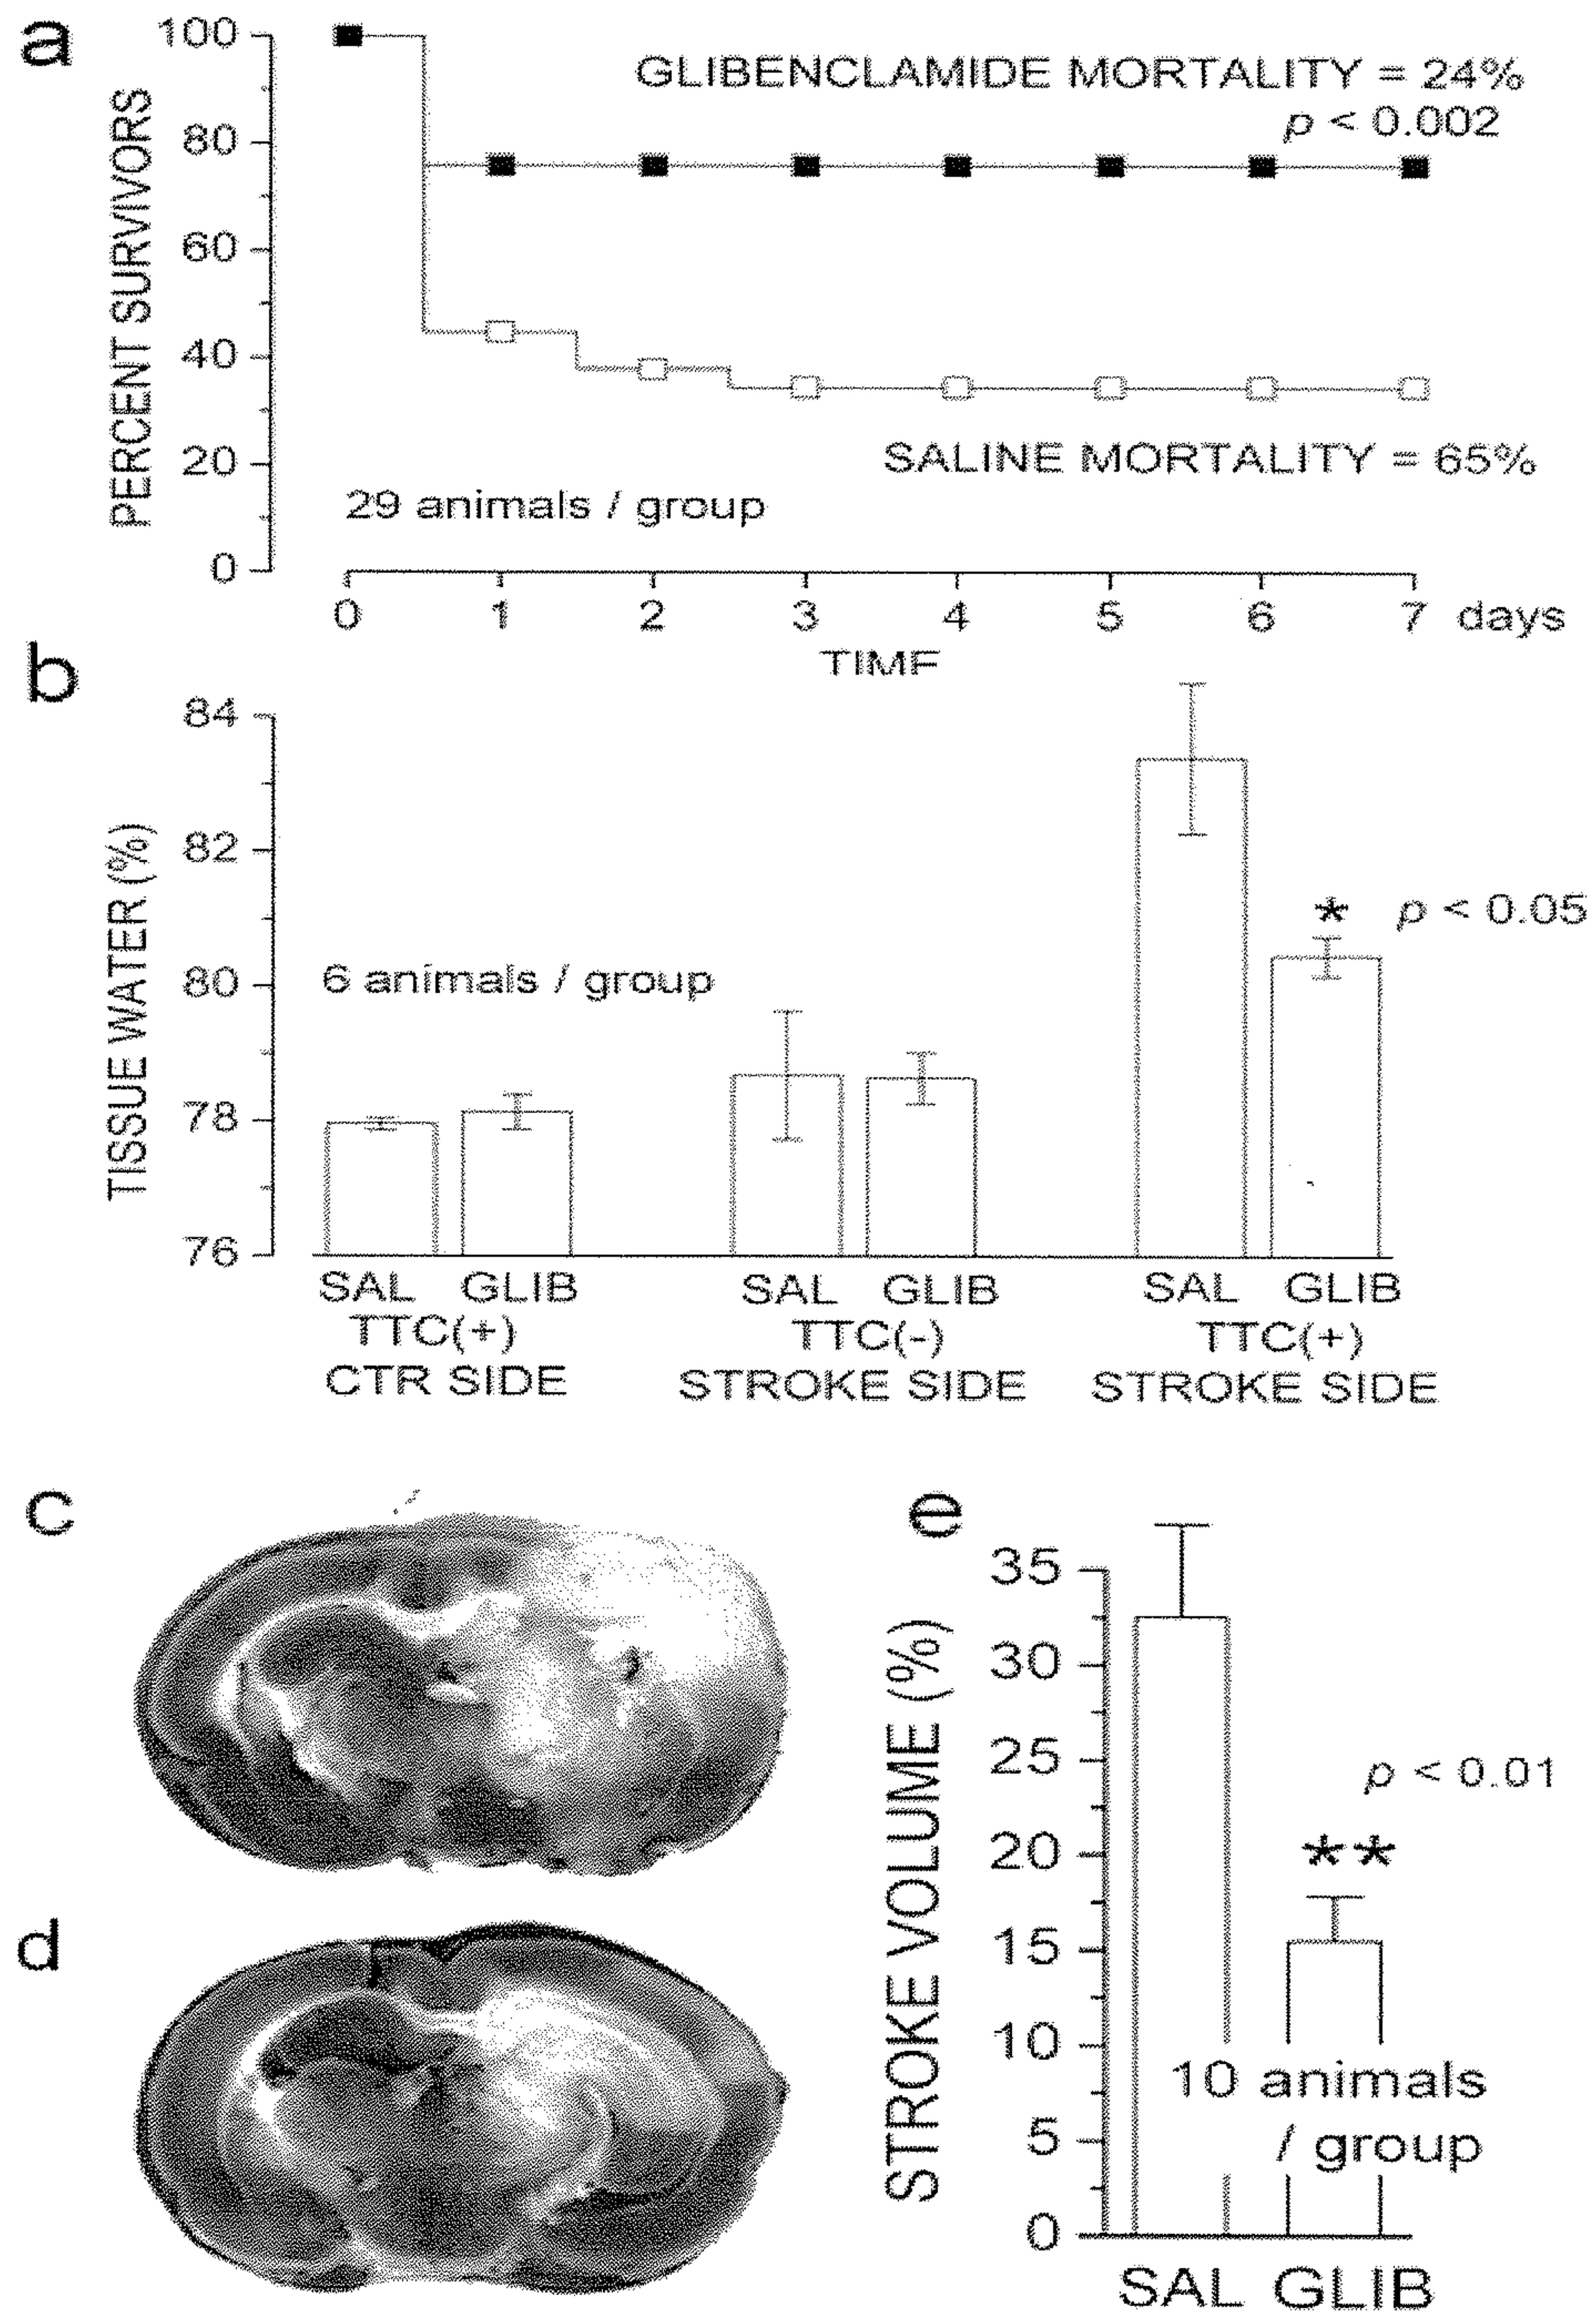 a
100
80
60
40
20
0
PERCENT SURVIVORS
GLIBENCLAMIDE MORTALITY = 24%
p < 0.002
SALINE MORTALITY = 65%
29 animals / group
0 1 2 3 4 5 6 7 days
TIME
b
84
82
80
78
76
TISSUE WATER (%)
6 animals / group
* p < 0.05
SAL GLIB SAL GLIB SAL GLIB
TTC(+) TTC(-) TTC(+)
CTR SIDE STROKE SIDE STROKE SIDE
c
d
e
35
30
25
20
15
10
5
0
STROKE VOLUME (%)
p < 0.01
**
10 animals
/ group
SAL GLIB